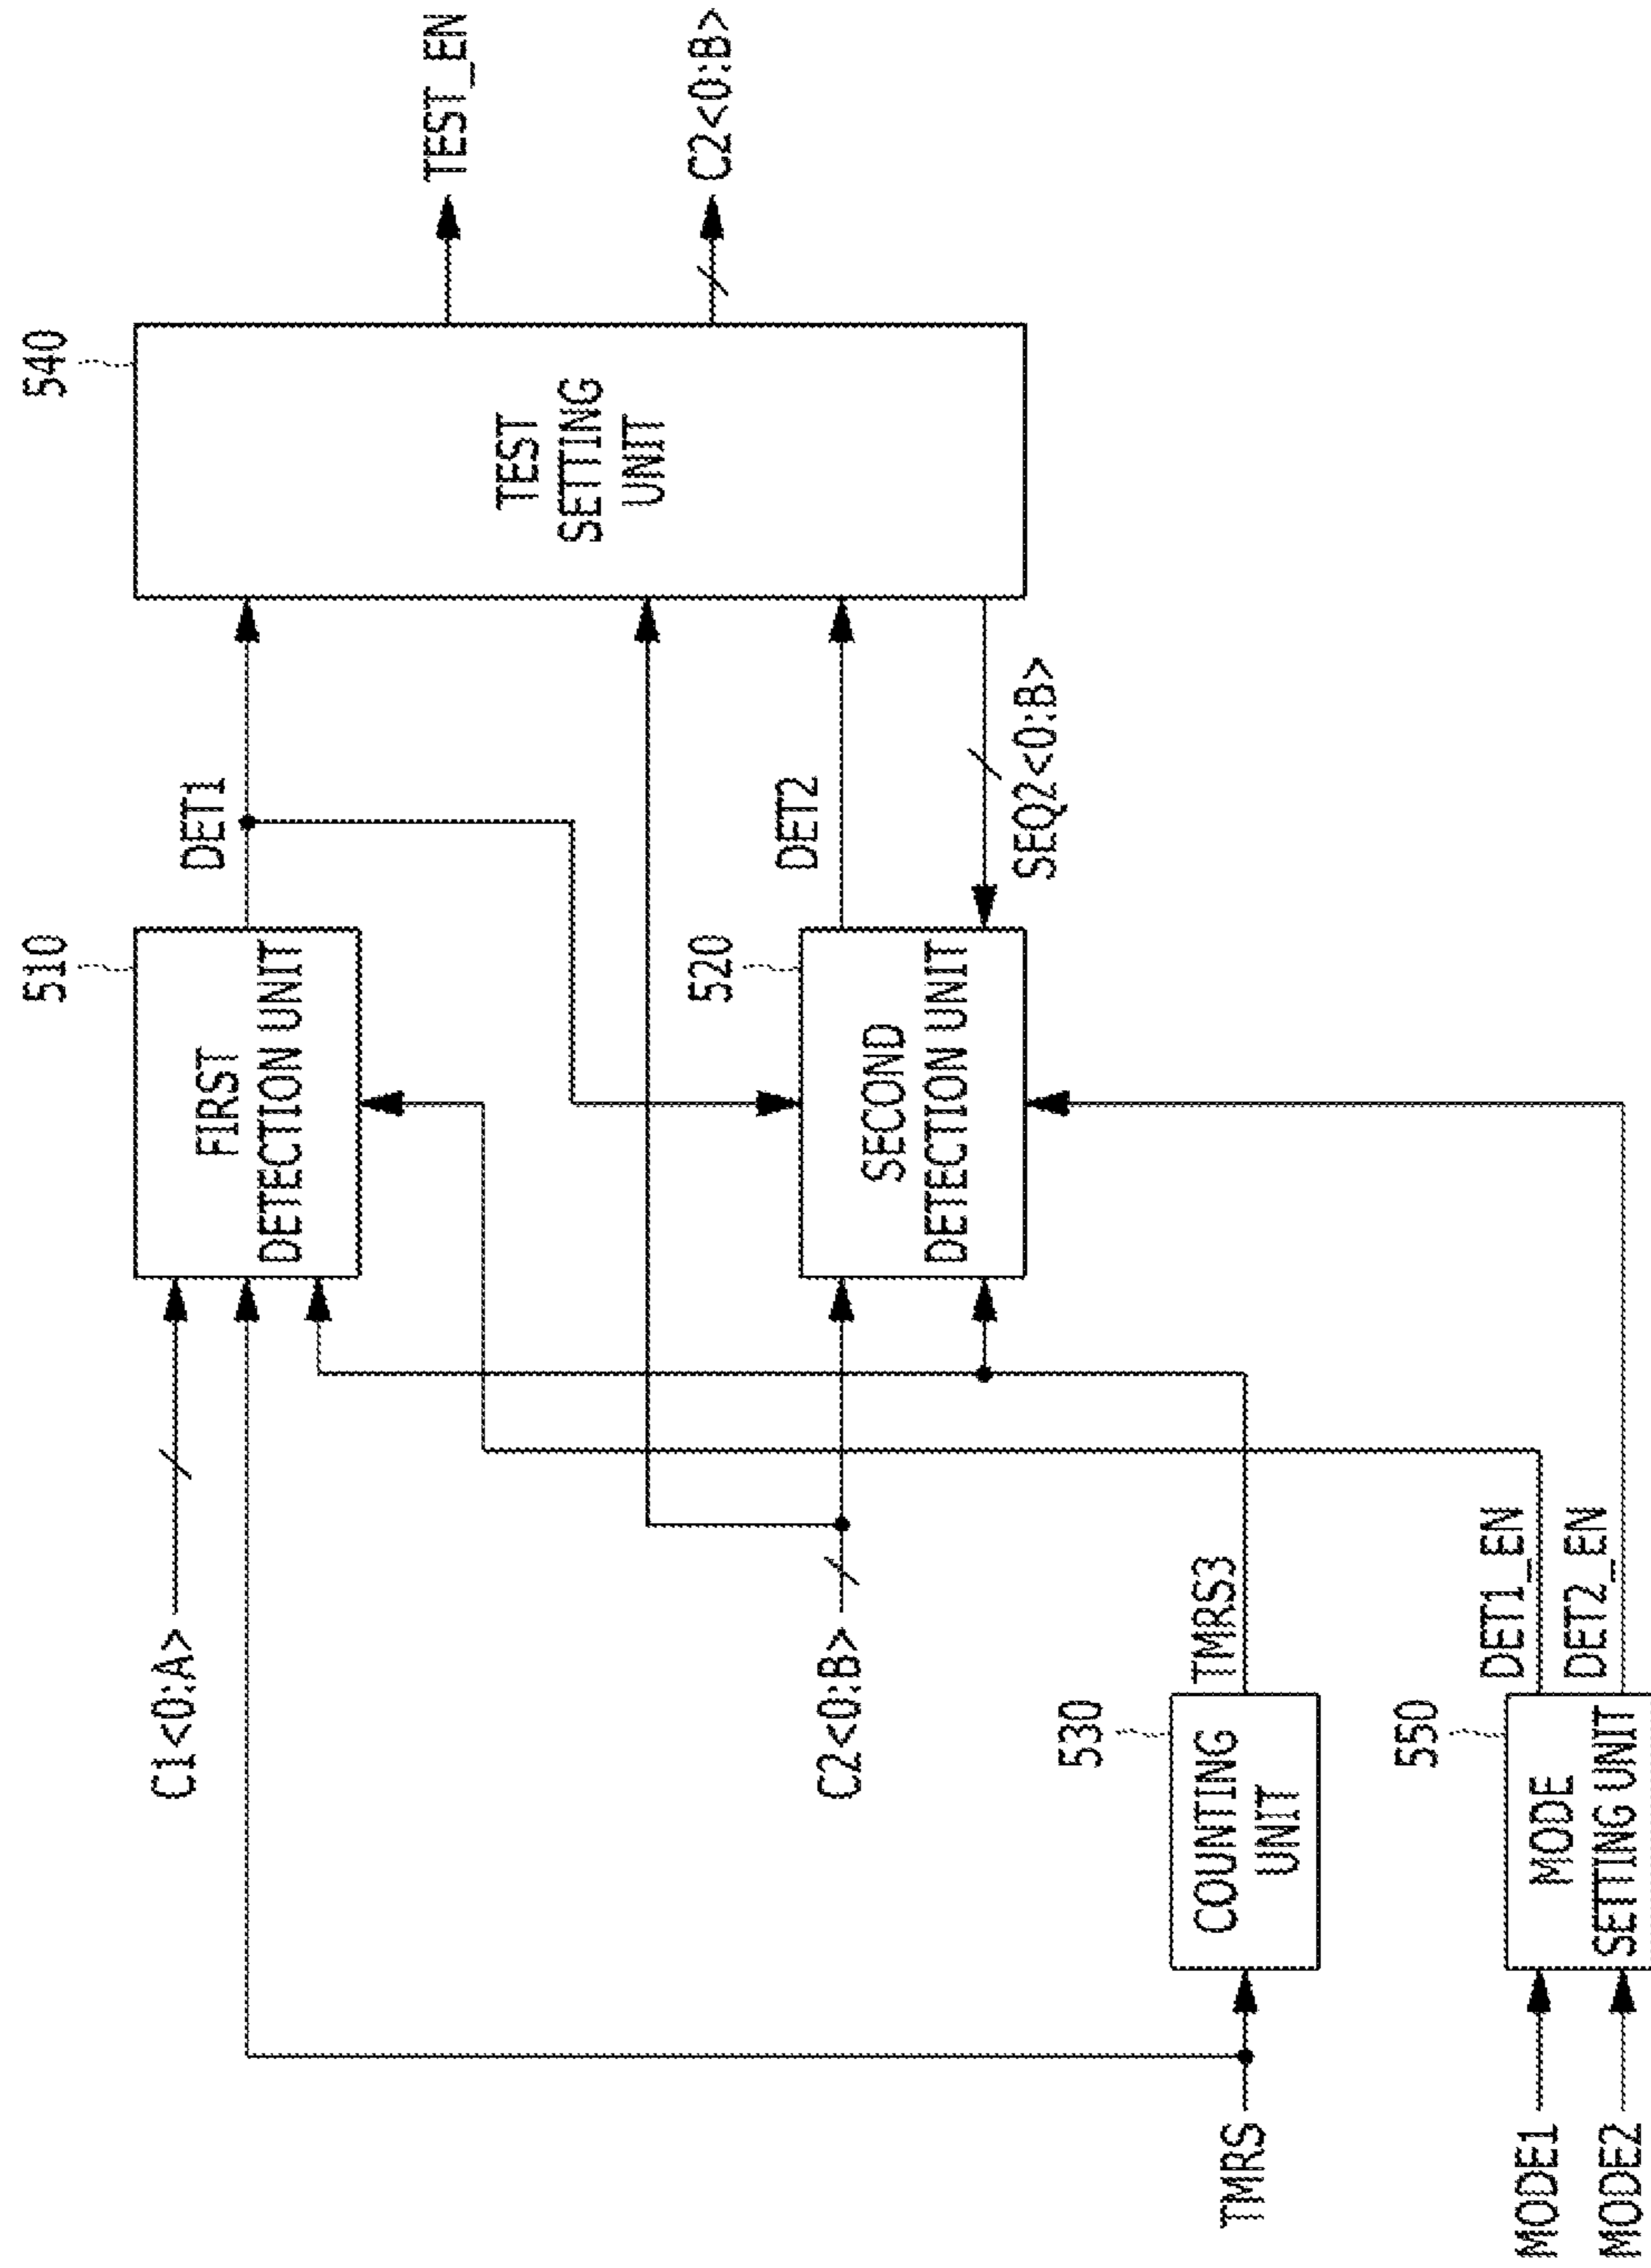 510
540
C1<0:A>
FIRST
DETECTION UNIT
DET1
TEST_EN
TEST
SETTING
UNIT
C2<0:B>
520
C2<0:B>
SECOND
DETECTION UNIT
DET2
SEQ2<0:B>
530
TMRS
COUNTING
UNIT
TMRS3
550
MODE1
MODE2
MODE
SETTING UNIT
DET1_EN
DET2_EN